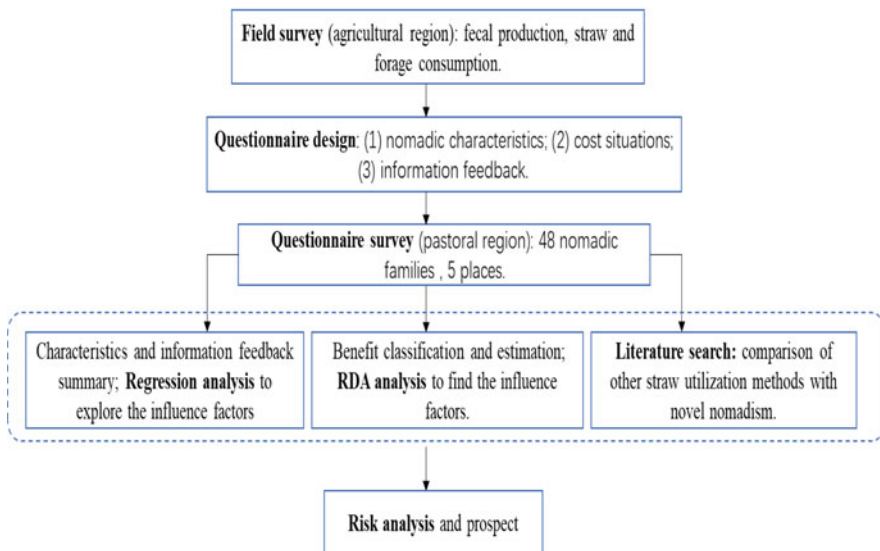 Field survey (agricultural region): fecal production, straw and
forage consumption.
Questionnaire design: (1) nomadic characteristics; (2) cost situations;
(3) information feedback.
Questionnaire survey (pastoral region): 48 nomadic
families , 5 places.
Characteristics and information feedback
summary; Regression analysis to
explore the influence factors
Benefit classification and estimation;
RDA analysis to find the influence
factors.
Literature search: comparison of
other straw utilization methods with
novel nomadism.
Risk analysis and prospect